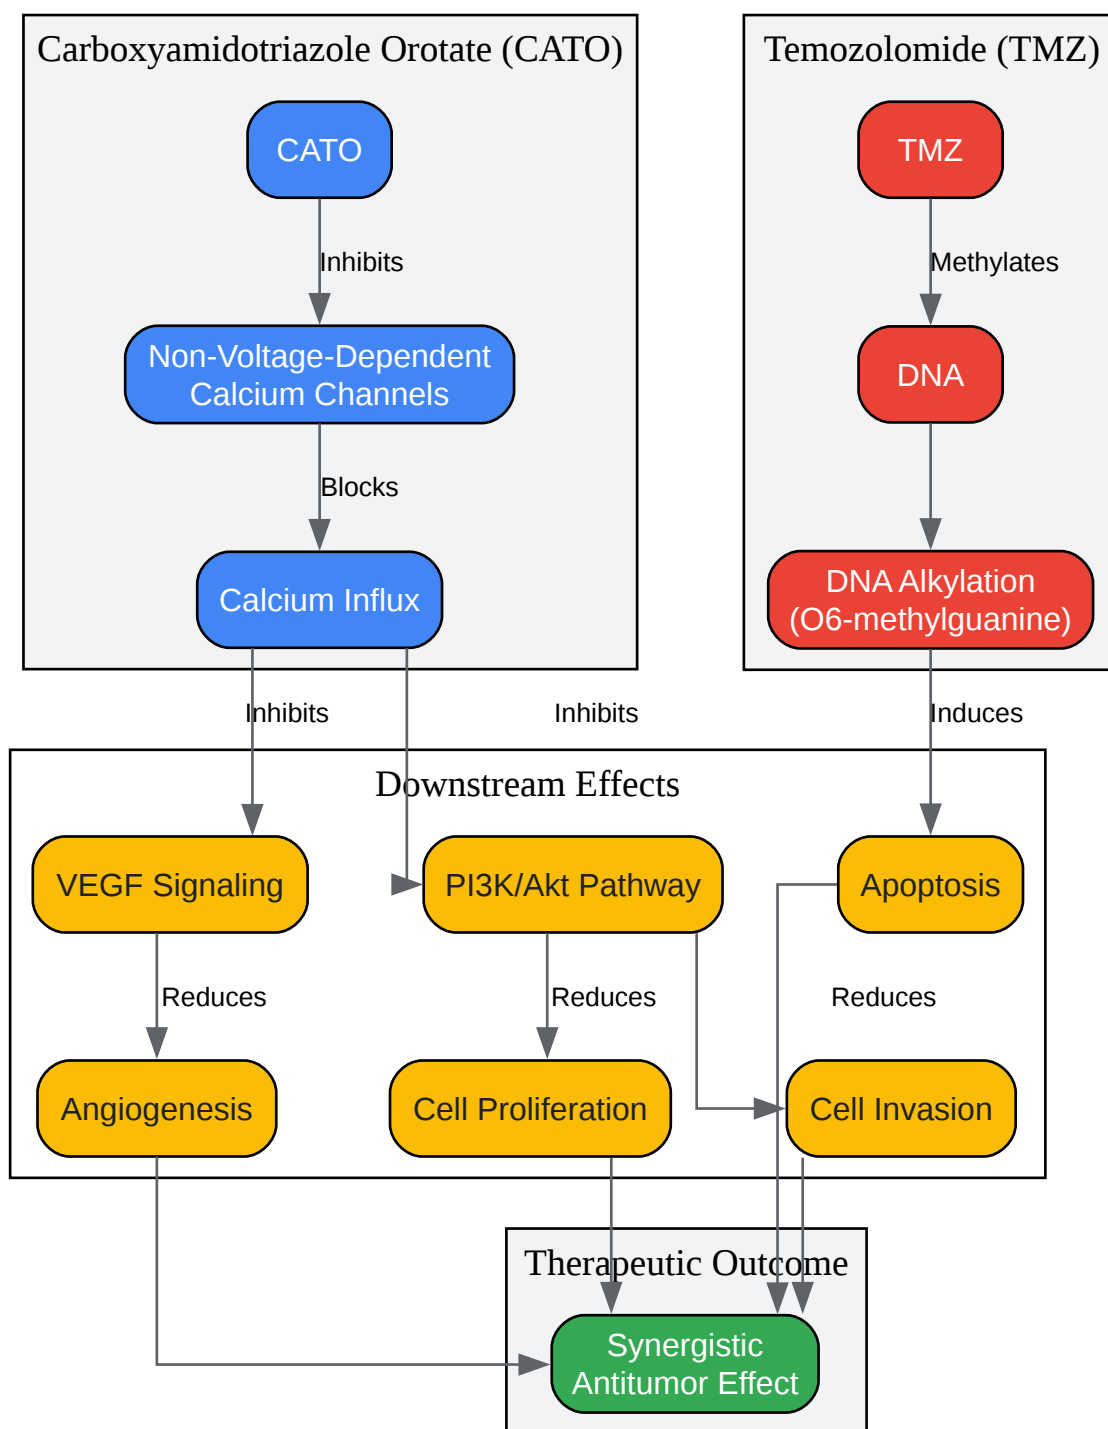 Carboxyamidotriazole Orotate (CATO)
Temozolomide (TMZ)
CATO
TMZ
Inhibits
Methylates
Non-Voltage-Dependent
Calcium Channels
DNA
Blocks
Calcium Influx
DNA Alkylation
(O6-methylguanine)
Inhibits
Inhibits
Induces
Downstream Effects
VEGF Signaling
PI3K/Akt Pathway
Apoptosis
Reduces
Reduces
Reduces
Angiogenesis
Cell Proliferation
Cell Invasion
Therapeutic Outcome
Synergistic
Antitumor Effect